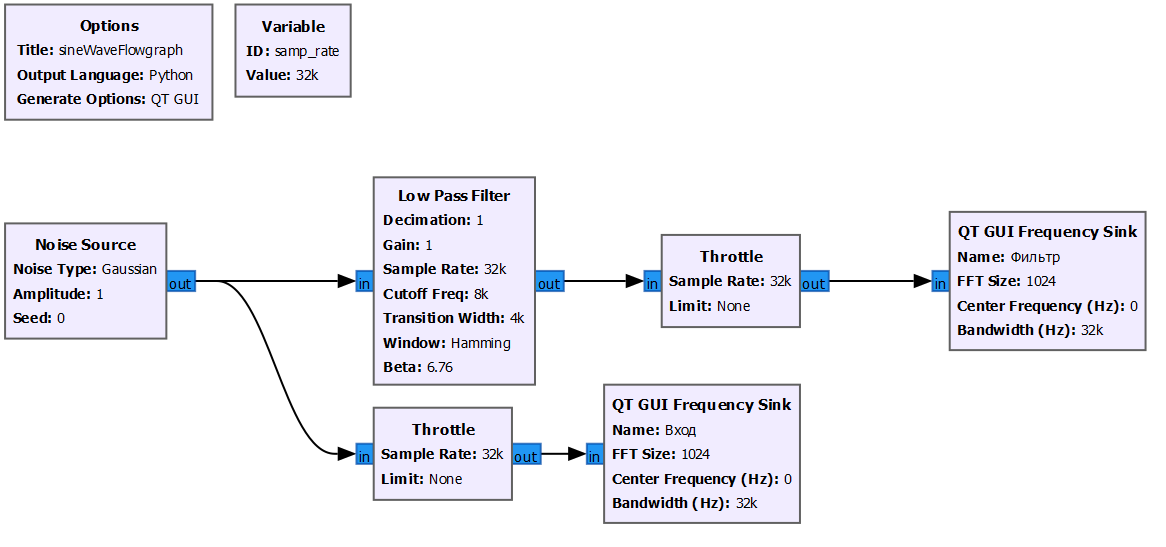 Options
Title: sineWaveFlowgraph
Output Language: Python
Generate Options: QT GUI
Variable
ID: samp_rate
Value: 32k
Noise Source
Noise Type: Gaussian
Amplitude: 1
Seed: 0
out
in
Low Pass Filter
Decimation: 1
Gain: 1
Sample Rate: 32k
Cutoff Freq: 8k
Transition Width: 4k
Window: Hamming
Beta: 6.76
out
in
Throttle
Sample Rate: 32k
Limit: None
out
in
QT GUI Frequency Sink
Name: Фильтр
FFT Size: 1024
Center Frequency (Hz): 0
Bandwidth (Hz): 32k
in
Throttle
Sample Rate: 32k
Limit: None
out
in
QT GUI Frequency Sink
Name: Вход
FFT Size: 1024
Center Frequency (Hz): 0
Bandwidth (Hz): 32k